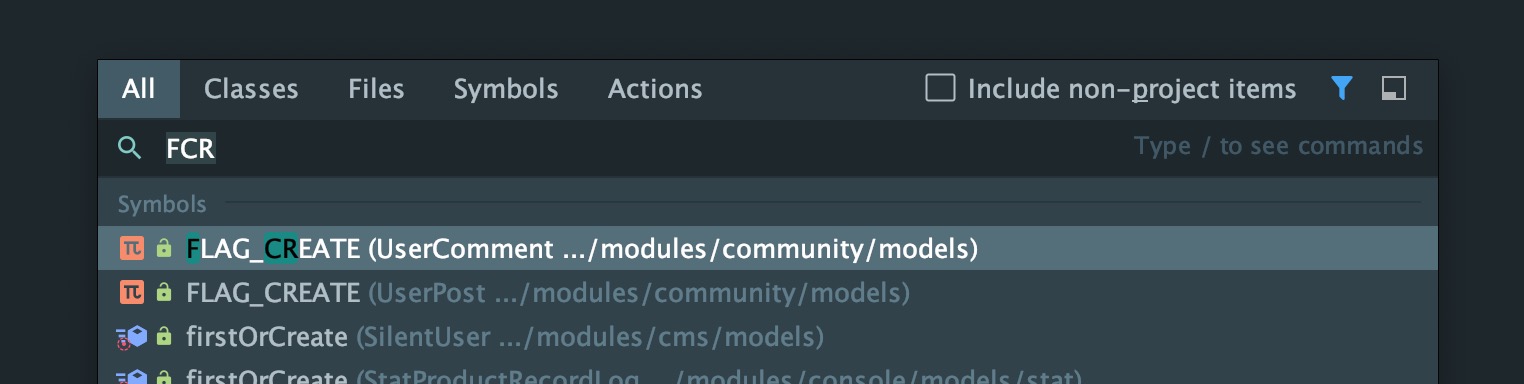 All Classes Files Symbols Actions Include non-project items
FCR Type / to see commands
Symbols
π FLAG_CREATE (UserComment .../modules/community/models)
π FLAG_CREATE (UserPost .../modules/community/models)
firstOrCreate (SilentUser .../modules/cms/models)
firstOrCreate (StatProductRecordLog .../modules/console/models/stat)